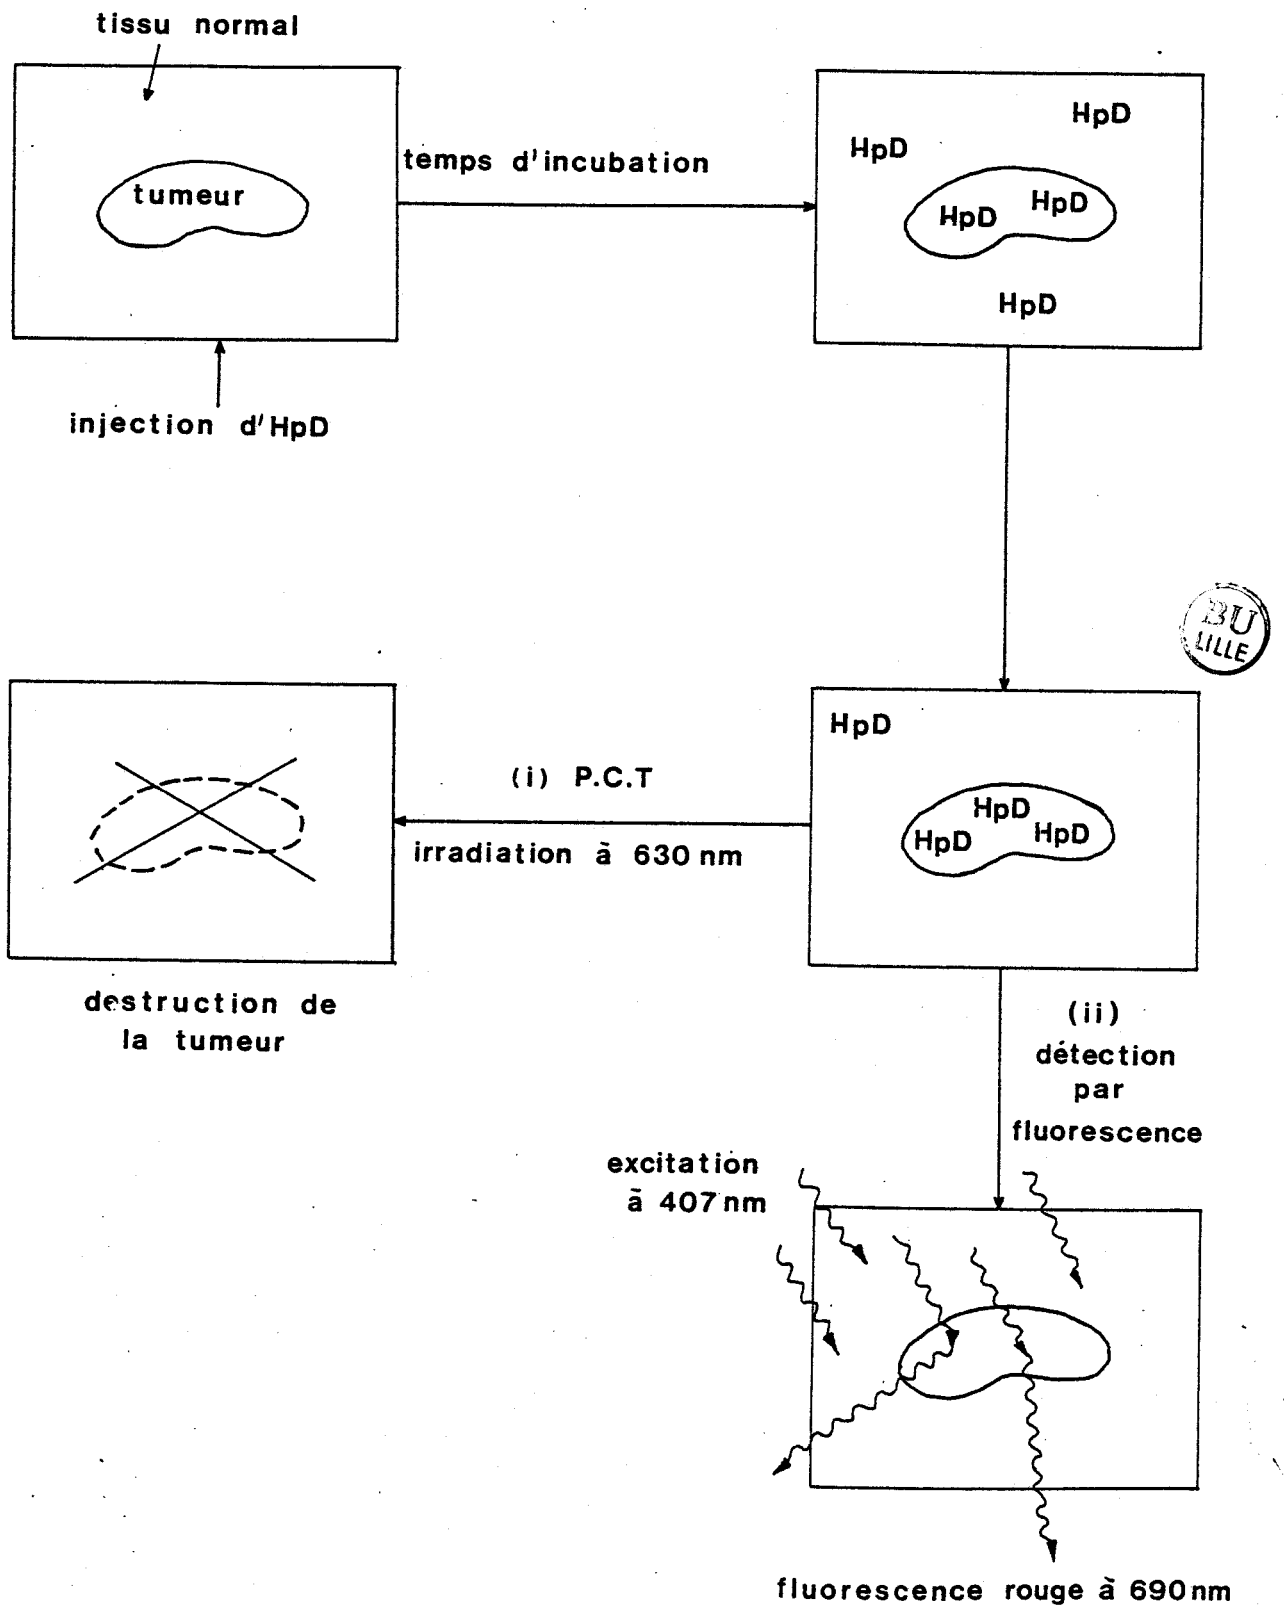 tissu normal
tumeur
injection d'HpD
temps d'incubation
HpD
HpD
HpD
HpD
HpD
BU
LILLE
HpD
HpD
HpD
HpD
(i) P.C.T
irradiation à 630 nm
destruction de
la tumeur
(ii)
détection
par
fluorescence
excitation
à 407 nm
fluorescence rouge à 690 nm